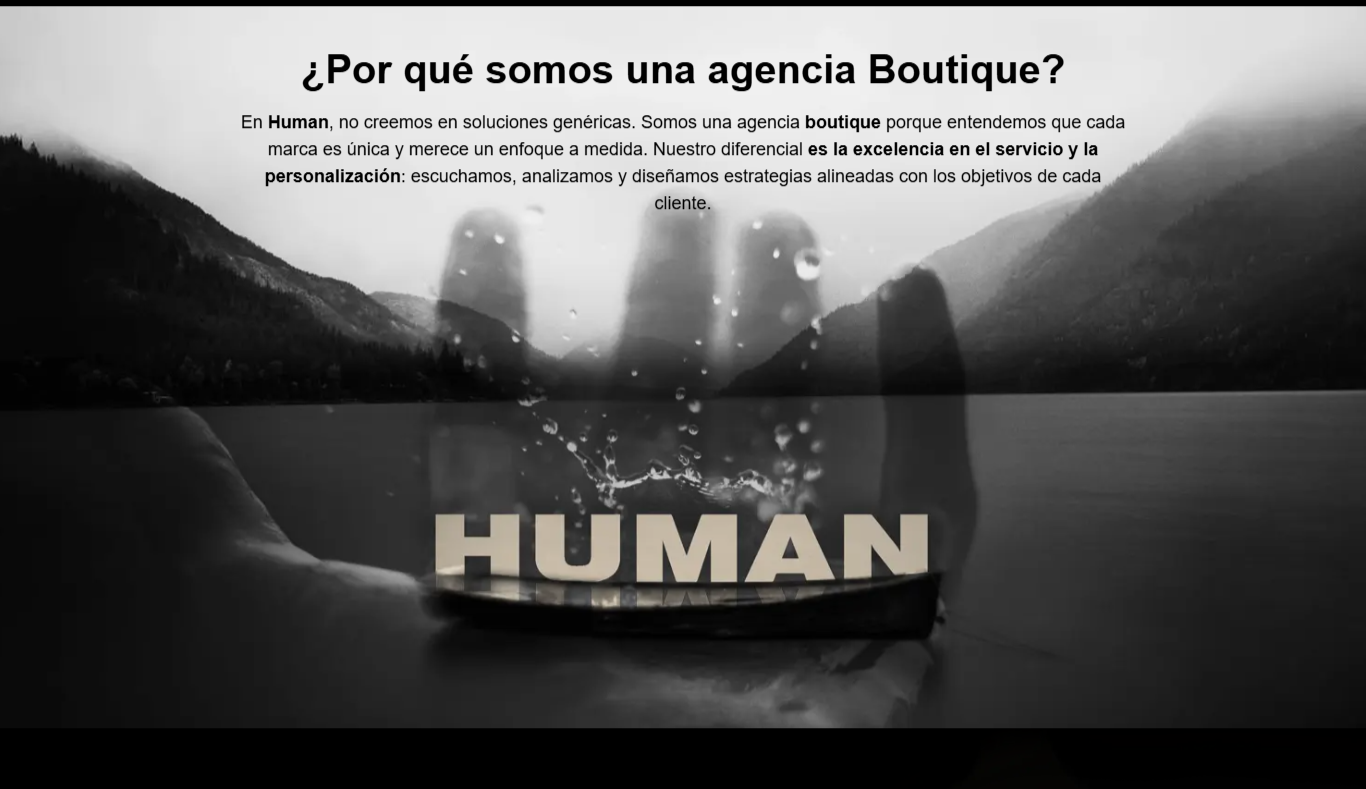 ¿Por qué somos una agencia Boutique?
En Human, no creemos en soluciones genéricas. Somos una agencia boutique porque entendemos que cada
marca es única y merece un enfoque a medida. Nuestro diferencial es la excelencia en el servicio y la
personalización: escuchamos, analizamos y diseñamos estrategias alineadas con los objetivos de cada
cliente.
HUMAN